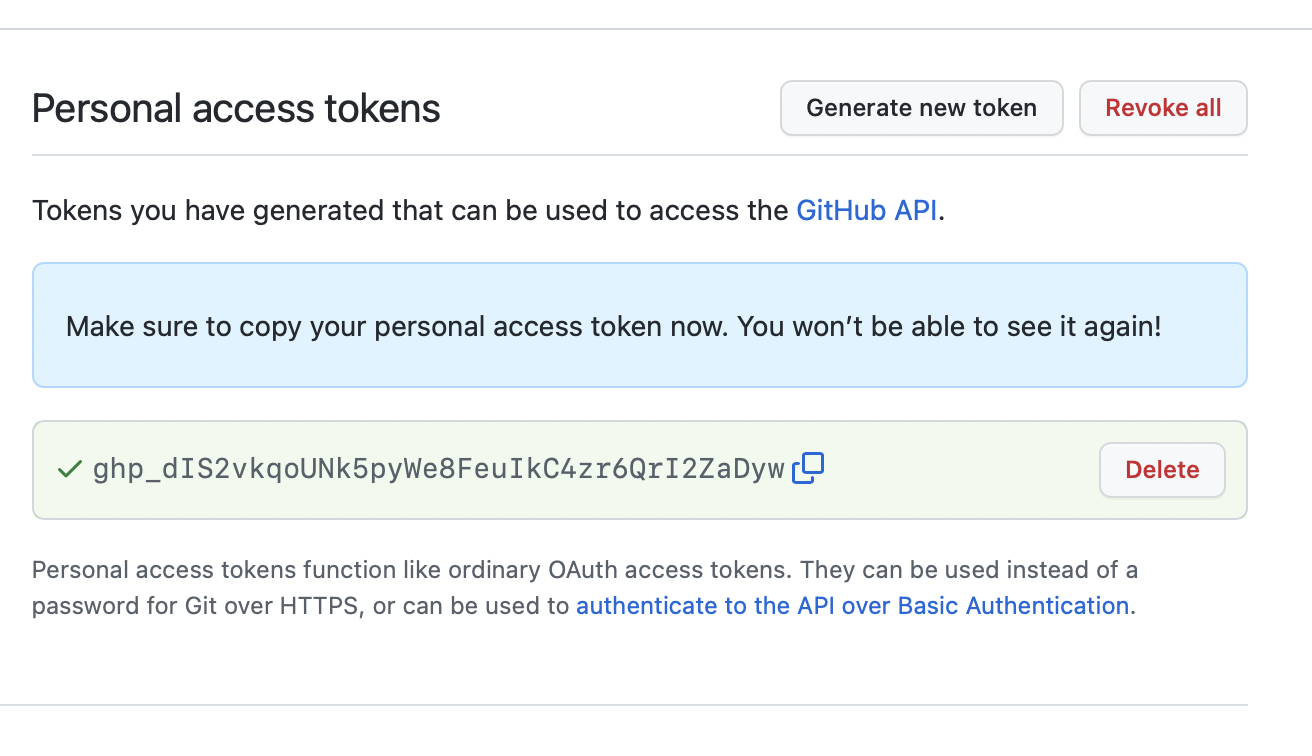 Personal access tokens
Generate new token
Revoke all
Tokens you have generated that can be used to access the GitHub API.
Make sure to copy your personal access token now. You won’t be able to see it again!
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
Delete
Personal access tokens function like ordinary OAuth access tokens. They can be used instead of a
password for Git over HTTPS, or can be used to authenticate to the API over Basic Authentication.